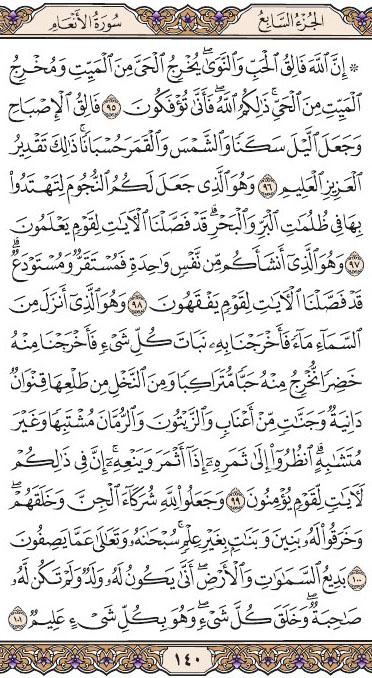 الجزء السابع سورة الأنعام
۞ إِنَّ ٱللَّهَ فَالِقُ ٱلْحَبِّ وَٱلنَّوَىٰ ۖ يُخْرِجُ ٱلْحَىَّ مِنَ ٱلْمَيِّتِ وَمُخْرِجُ
ٱلْمَيِّتِ مِنَ ٱلْحَىِّ ۚ ذَٰلِكُمُ ٱللَّهُ ۖ فَأَنَّىٰ تُؤْفَكُونَ ٩٥ فَالِقُ ٱلْإِصْبَاحِ
وَجَعَلَ ٱلَّيْلَ سَكَنًا وَٱلشَّمْسَ وَٱلْقَمَرَ حُسْبَانًا ۚ ذَٰلِكَ تَقْدِيرُ
ٱلْعَزِيزِ ٱلْعَلِيمِ ٩٦ وَهُوَ ٱلَّذِى جَعَلَ لَكُمُ ٱلنُّجُومَ لِتَهْتَدُوا۟
بِهَا فِى ظُلُمَٰتِ ٱلْبَرِّ وَٱلْبَحْرِ ۗ قَدْ فَصَّلْنَا ٱلْـَٔايَٰتِ لِقَوْمٍ يَعْلَمُونَ
٩٧ وَهُوَ ٱلَّذِىٓ أَنشَأَكُم مِّن نَّفْسٍ وَٰحِدَةٍ فَمُسْتَقَرٌّ وَمُسْتَوْدَعٌ ۗ
قَدْ فَصَّلْنَا ٱلْـَٔايَٰتِ لِقَوْمٍ يَفْقَهُونَ ٩٨ وَهُوَ ٱلَّذِىٓ أَنزَلَ مِنَ
ٱلسَّمَآءِ مَآءً فَأَخْرَجْنَا بِهِۦ نَبَاتَ كُلِّ شَىْءٍ فَأَخْرَجْنَا مِنْهُ
خَضِرًا نُّخْرِجُ مِنْهُ حَبًّا مُّتَرَاكِبًا وَمِنَ ٱلنَّخْلِ مِن طَلْعِهَا قِنْوَانٌ
دَانِيَةٌ وَجَنَّٰتٍ مِّنْ أَعْنَابٍ وَٱلزَّيْتُونَ وَٱلرُّمَّانَ مُشْتَبِهًا وَغَيْرَ
مُتَشَٰبِهٍ ۗ ٱنظُرُوٓا۟ إِلَىٰ ثَمَرِهِۦٓ إِذَآ أَثْمَرَ وَيَنْعِهِۦٓ ۚ إِنَّ فِى ذَٰلِكُمْ
لَـَٔايَٰتٍ لِّقَوْمٍ يُؤْمِنُونَ ٩٩ وَجَعَلُوا۟ لِلَّهِ شُرَكَآءَ ٱلْجِنَّ وَخَلَقَهُمْ ۖ
وَخَرَقُوا۟ لَهُۥ بَنِينَ وَبَنَٰتٍۭ بِغَيْرِ عِلْمٍ ۚ سُبْحَٰنَهُۥ وَتَعَٰلَىٰ عَمَّا يَصِفُونَ
١٠٠ بَدِيعُ ٱلسَّمَٰوَٰتِ وَٱلْأَرْضِ ۖ أَنَّىٰ يَكُونُ لَهُۥ وَلَدٌ وَلَمْ تَكُن لَّهُۥ
صَٰحِبَةٌ ۖ وَخَلَقَ كُلَّ شَىْءٍ ۖ وَهُوَ بِكُلِّ شَىْءٍ عَلِيمٌ ١٠١
١٤٠